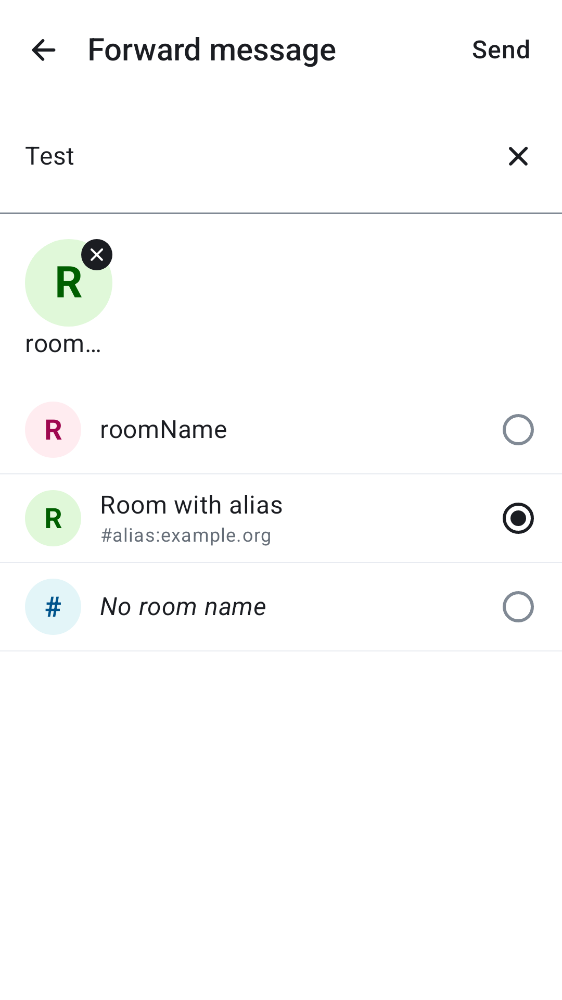 Forward message Send
Test
R
room…
R roomName
R Room with alias
#alias:example.org
# No room name